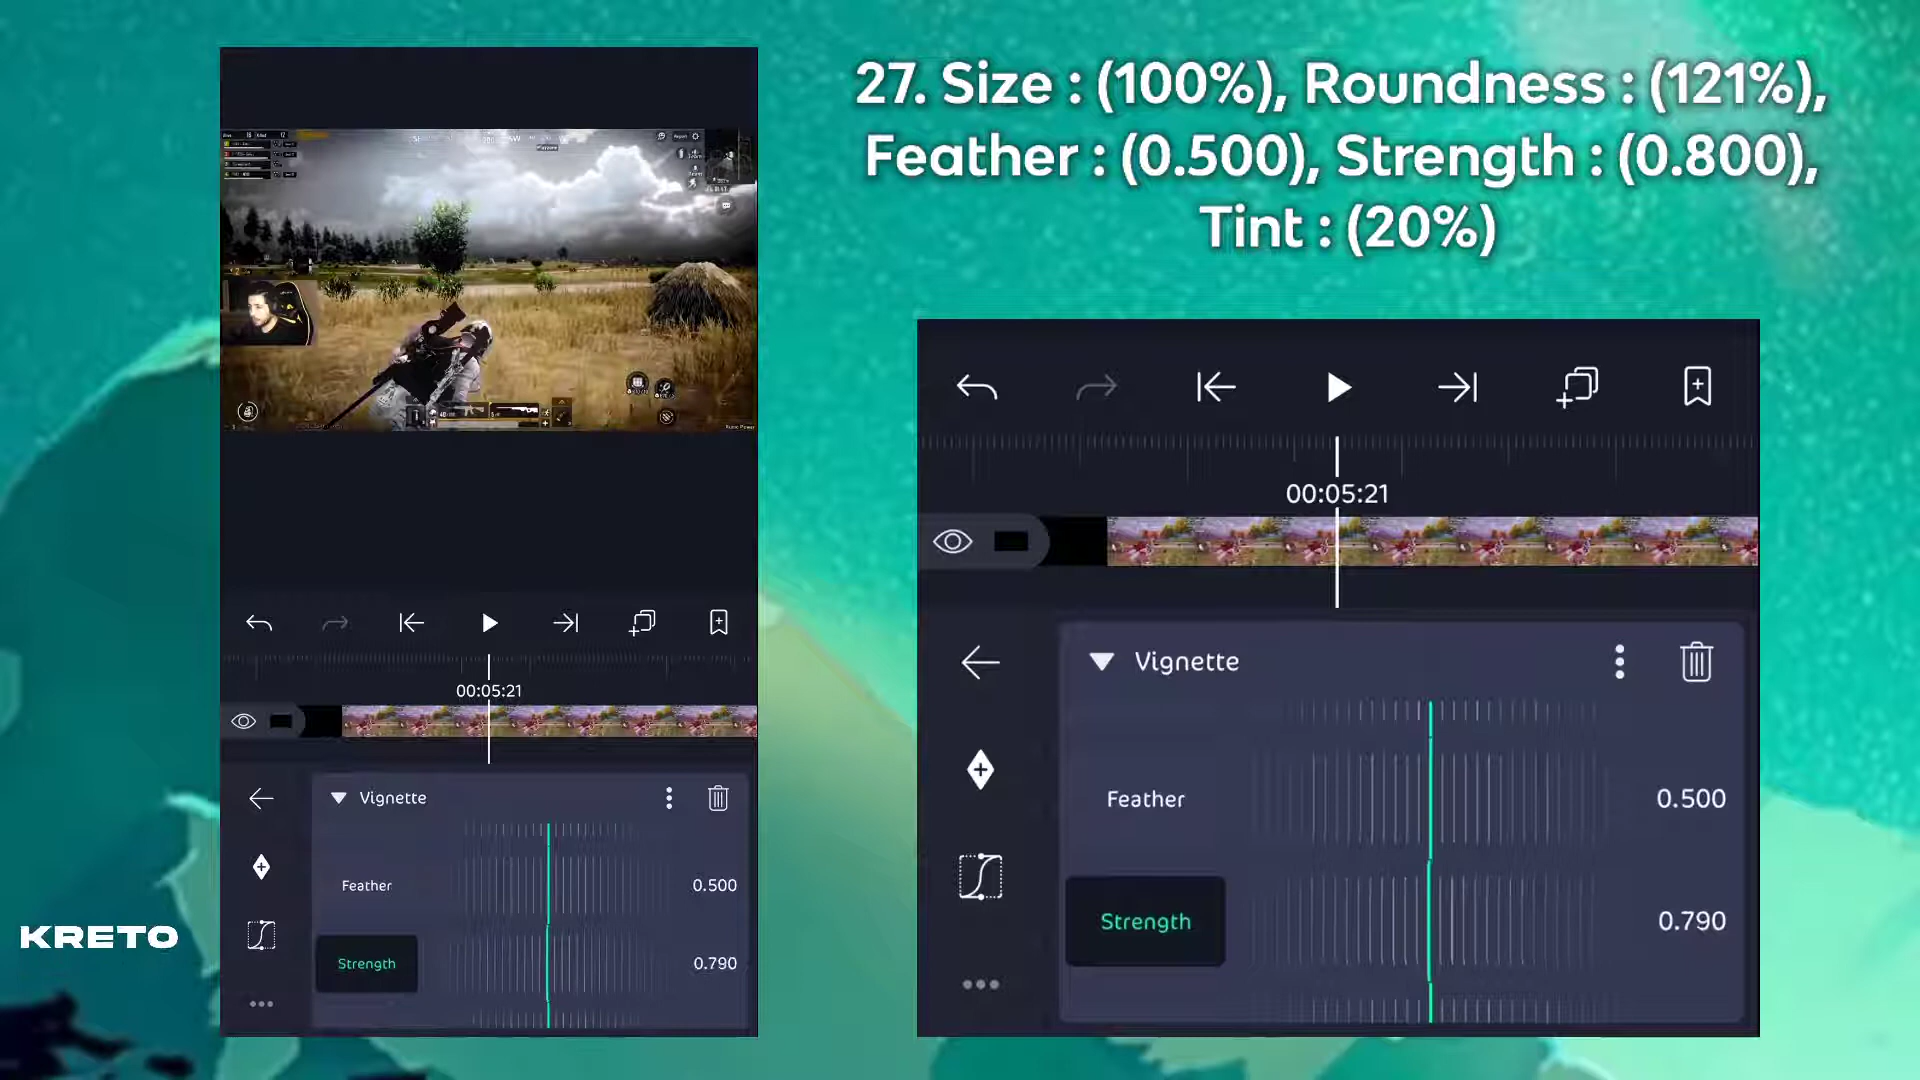 27. Size : (100%), Roundness : (121%),
Feather : (0.500), Strength : (0.800),
Tint : (20%)
00:05:21
Vignette
Feather
0.500
Strength
0.790
00:05:21
Vignette
Feather
0.500
Strength
0.790
KRETO